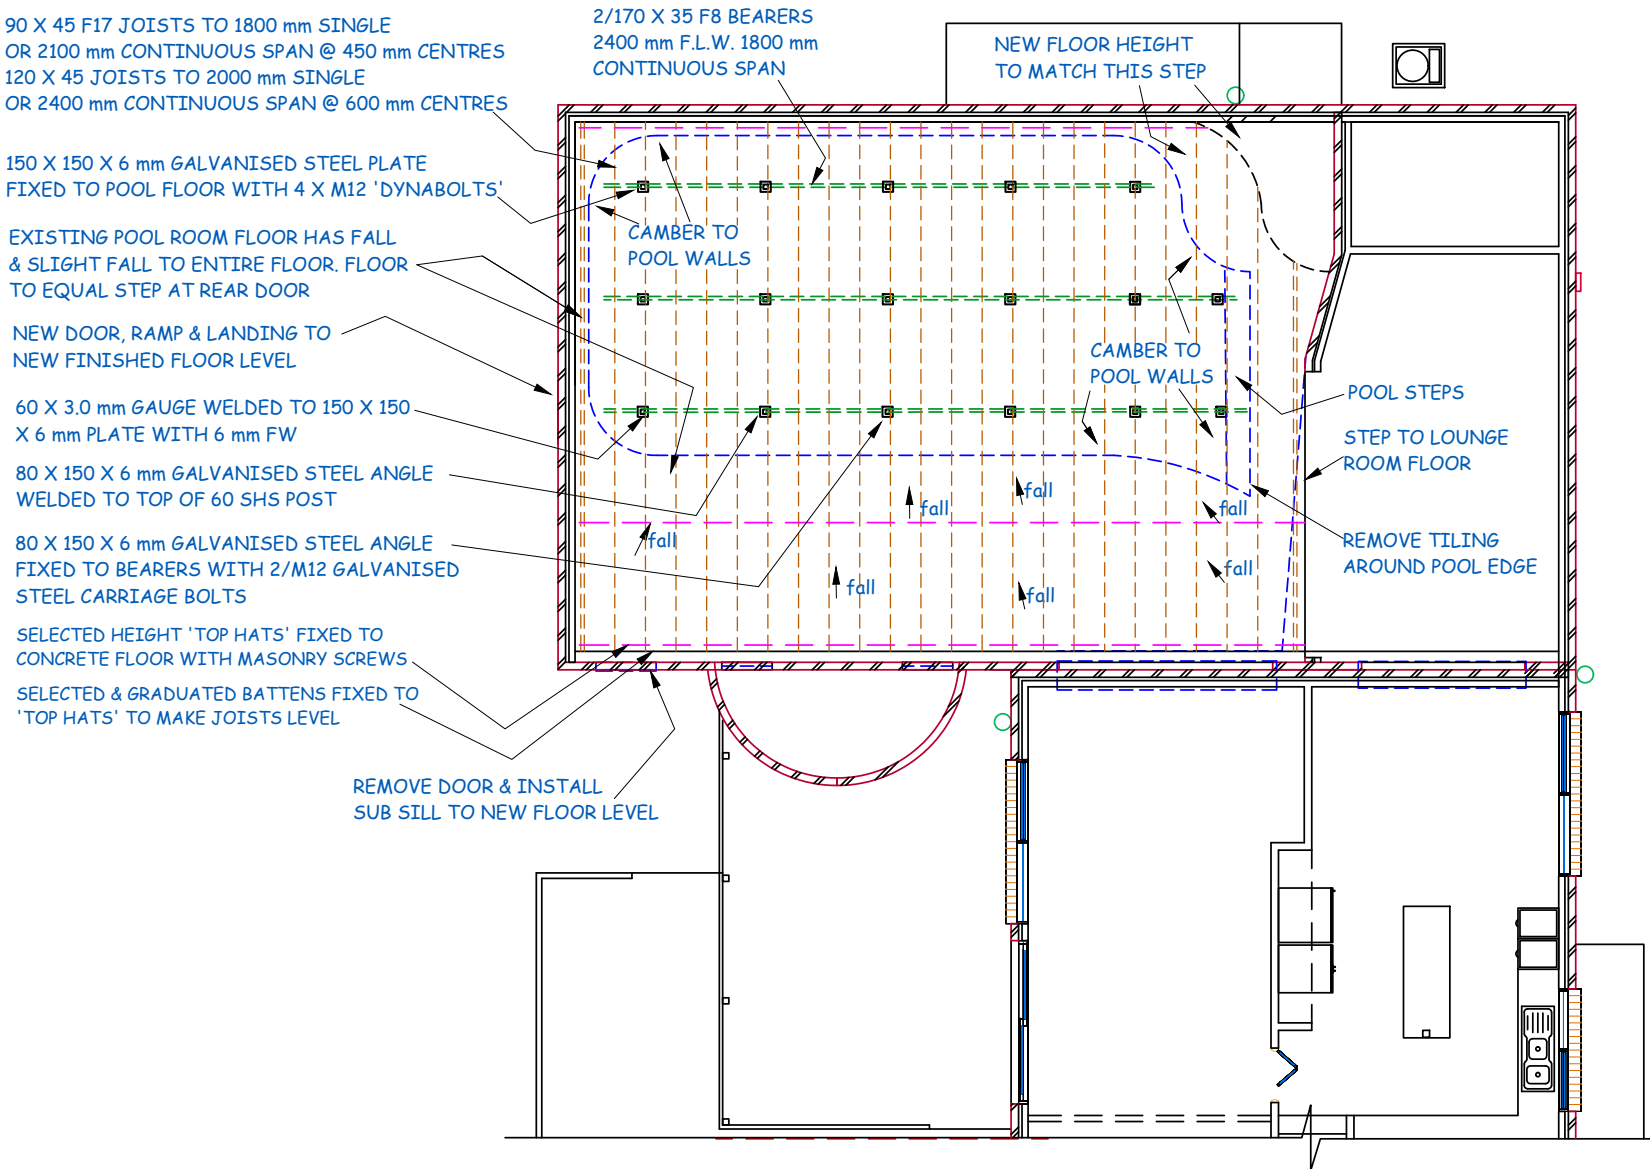 90 X 45 F17 JOISTS TO 1800 mm SINGLE
OR 2100 mm CONTINUOUS SPAN @ 450 mm CENTRES
120 X 45 JOISTS TO 2000 mm SINGLE
OR 2400 mm CONTINUOUS SPAN @ 600 mm CENTRES
2/170 X 35 F8 BEARERS
2400 mm F.L.W. 1800 mm
CONTINUOUS SPAN
NEW FLOOR HEIGHT
TO MATCH THIS STEP
150 X 150 X 6 mm GALVANISED STEEL PLATE
FIXED TO POOL FLOOR WITH 4 X M12 'DYNABOLTS'
CAMBER TO
POOL WALLS
EXISTING POOL ROOM FLOOR HAS FALL
& SLIGHT FALL TO ENTIRE FLOOR. FLOOR
TO EQUAL STEP AT REAR DOOR
NEW DOOR, RAMP & LANDING TO
NEW FINISHED FLOOR LEVEL
CAMBER TO
POOL WALLS
POOL STEPS
60 X 3.0 mm GAUGE WELDED TO 150 X 150
X 6 mm PLATE WITH 6 mm FW
STEP TO LOUNGE
ROOM FLOOR
80 X 150 X 6 mm GALVANISED STEEL ANGLE
WELDED TO TOP OF 60 SHS POST
fall
fall
fall
fall
80 X 150 X 6 mm GALVANISED STEEL ANGLE
FIXED TO BEARERS WITH 2/M12 GALVANISED
STEEL CARRIAGE BOLTS
REMOVE TILING
AROUND POOL EDGE
fall
fall
fall
SELECTED HEIGHT 'TOP HATS' FIXED TO
CONCRETE FLOOR WITH MASONRY SCREWS
SELECTED & GRADUATED BATTENS FIXED TO
'TOP HATS' TO MAKE JOISTS LEVEL
REMOVE DOOR & INSTALL
SUB SILL TO NEW FLOOR LEVEL